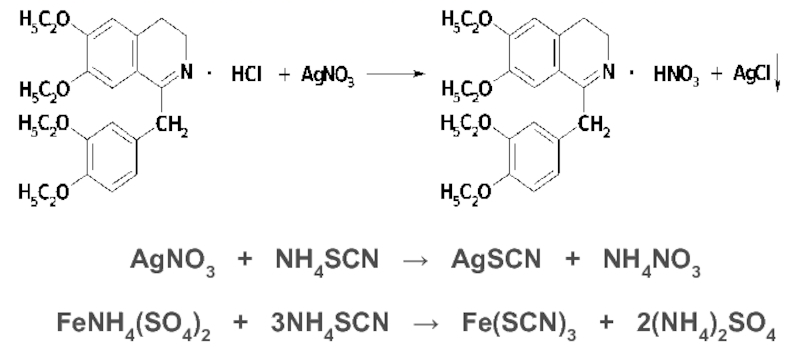 H₅C₂O H₅C₂O
H₅C₂O N · HCl + AgNO₃ → H₅C₂O N · HNO₃ + AgCl↓
H₅C₂O CH₂ H₅C₂O CH₂
H₅C₂O H₅C₂O
AgNO₃ + NH₄SCN → AgSCN + NH₄NO₃
FeNH₄(SO₄)₂ + 3NH₄SCN → Fe(SCN)₃ + 2(NH₄)₂SO₄